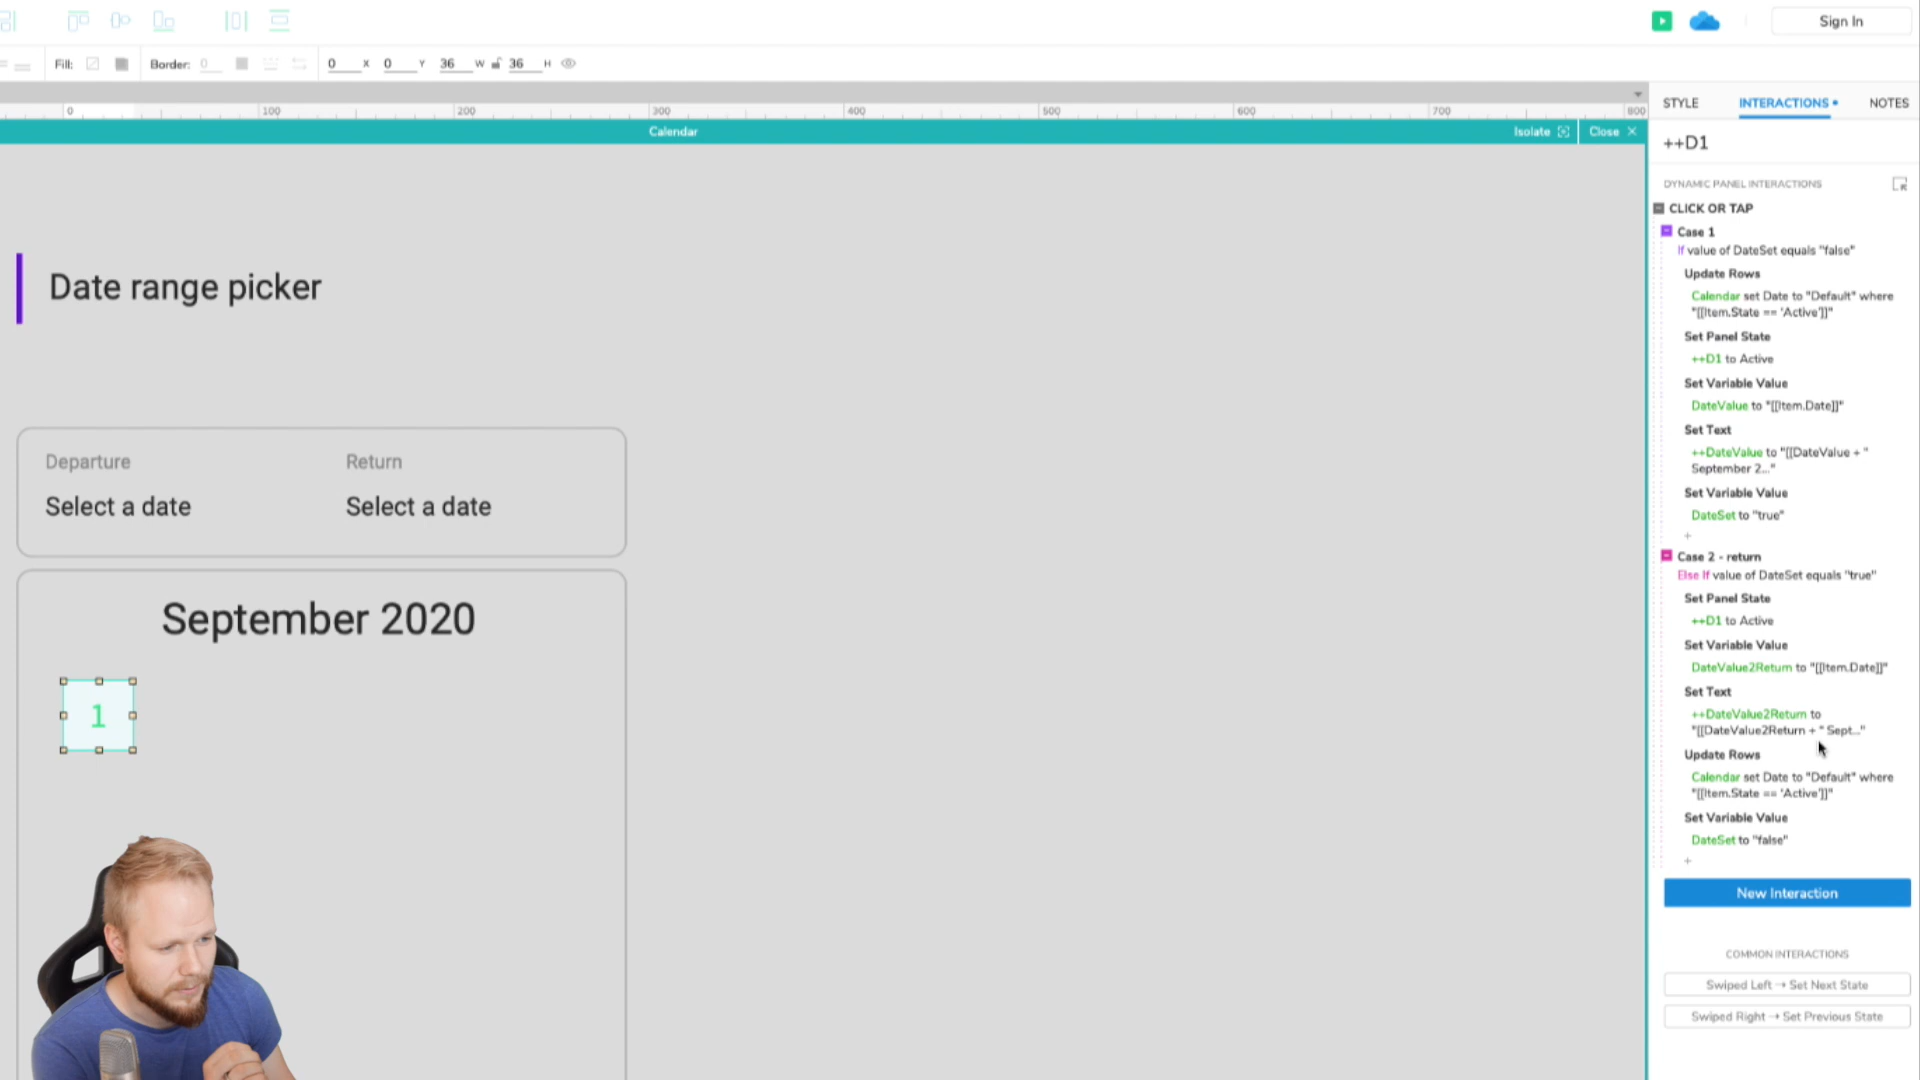 Sign In
Fill:
Border: 0
0 X 0 Y 36 W 36 H
0 100 200 300 400 500 600 700 800
Calendar
Isolate
Close
STYLE
INTERACTIONS
NOTES
++D1
DYNAMIC PANEL INTERACTIONS
CLICK OR TAP
Case 1
If value of DateSet equals "false"
Update Rows
Calendar set Date to "Default" where
"[[Item.State == 'Active']]"
Set Panel State
++D1 to Active
Set Variable Value
DateValue to "[[Item.Date]]"
Set Text
++DateValue to "[[DateValue + "
September 2..."
Set Variable Value
DateSet to "true"
+
Case 2 - return
Else If value of DateSet equals "true"
Set Panel State
++D1 to Active
Set Variable Value
DateValue2Return to "[[Item.Date]]"
Set Text
++DateValue2Return to
"[[DateValue2Return + " Sept..."
Update Rows
Calendar set Date to "Default" where
"[[Item.State == 'Active']]"
Set Variable Value
DateSet to "false"
+
New Interaction
COMMON INTERACTIONS
Swiped Left → Set Next State
Swiped Right → Set Previous State
Date range picker
Departure
Return
Select a date
Select a date
September 2020
1